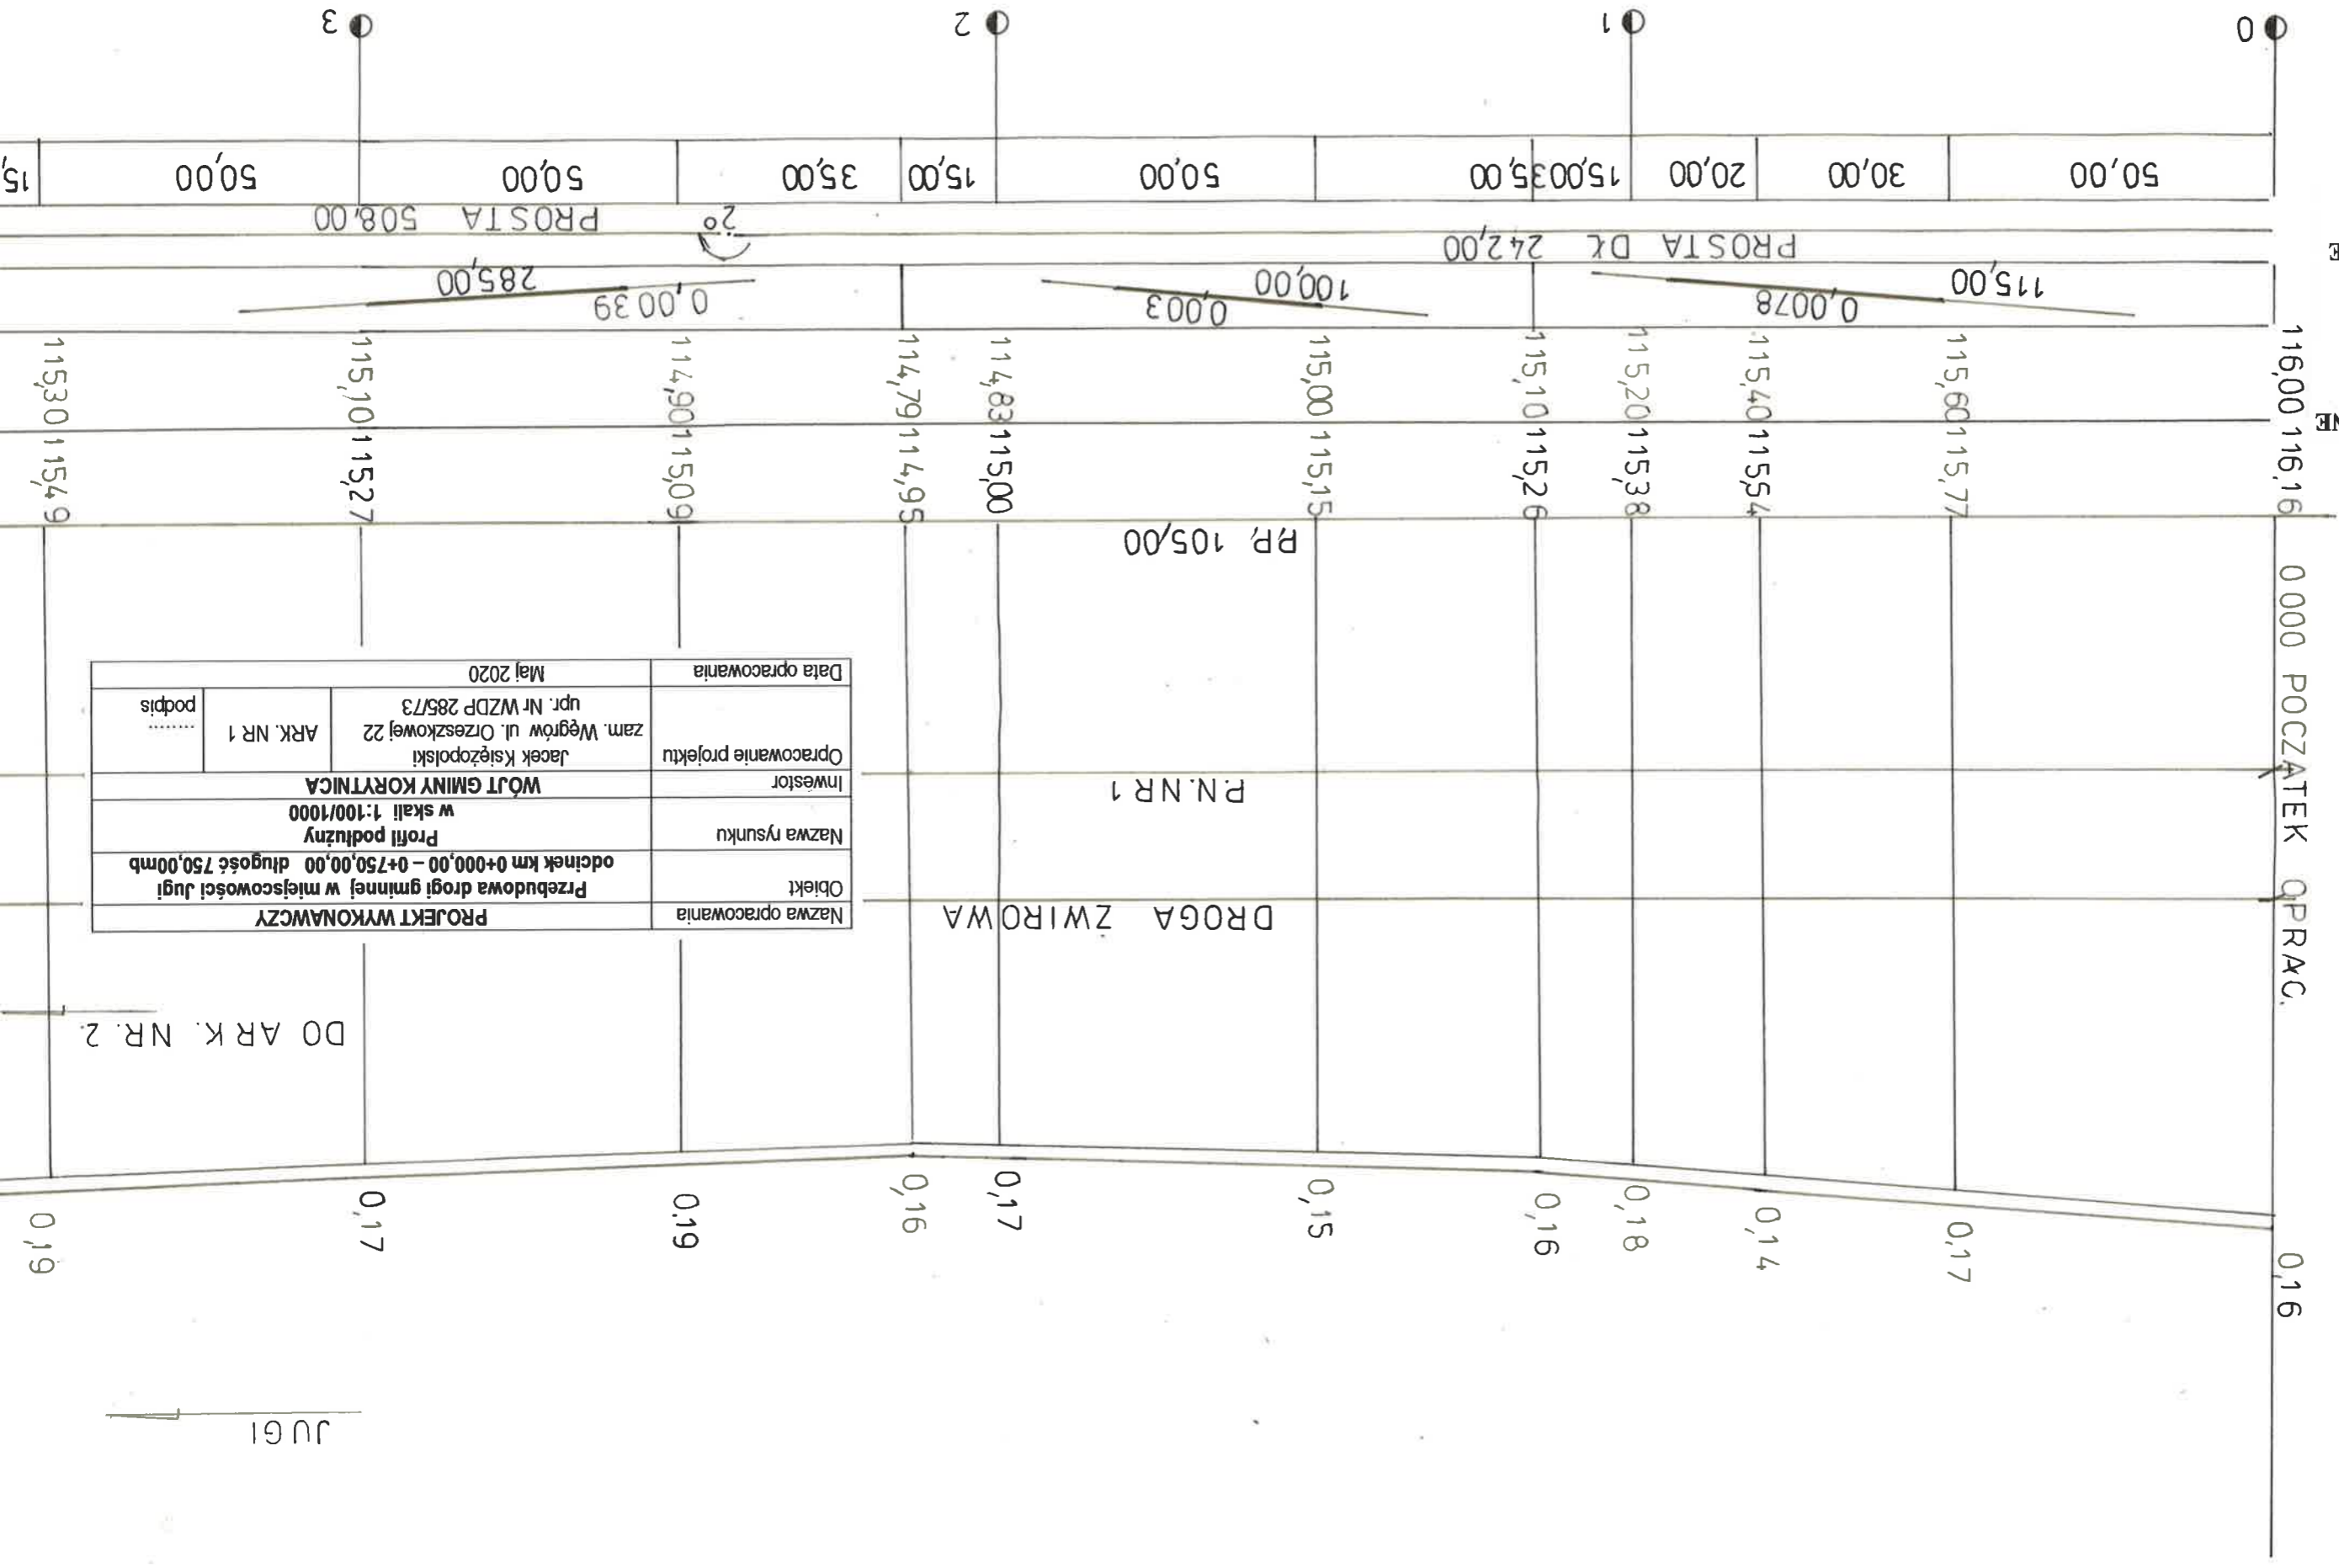 JUGI
0,16 0,17 0,14 0,18 0,16 0,15 0,17 0,16 0.19 0,17 0,19
0 000 POCZATEK OPRAC.
DO ARK. NR. 2.
DROGA ŻWIROWA
P.N. NR 1
Nazwa opracowania PROJEKT WYKONAWCZY
Obiekt Przebudowa drogi gminnej w miejscowości Jugi
odcinek km 0+000,00 – 0+750,00,00 długość 750,00mb
Nazwa rysunku Profil podłużny
w skali 1:100/1000
Inwestor WÓJT GMINY KORYTNICA
Opracowanie projektu Jacek Księżopolski
zam. Węgrów ul. Orzeszkowej 22
upr. Nr WZDP 285/73
ARK. NR 1
........
podpis
Data opracowania Maj 2020
P.P. 105,00
116,16 115,77 115,54 115,38 115,26 115,15 115,00 114,95 115,09 115,27 115,49
NE
116,00 115,60 115,40 115,20 115,10 115,00 114,83 114,79 114,90 115,10 115,30
0,0078 0,003 0,0039
115,00 100,00 285,00
E
PROSTA DŁ 242,00 2° PROSTA 508,00
50,00 30,00 20,00 15,00 35,00 50,00 15,00 35,00 50,00 50,00 15,
0 1 2 3